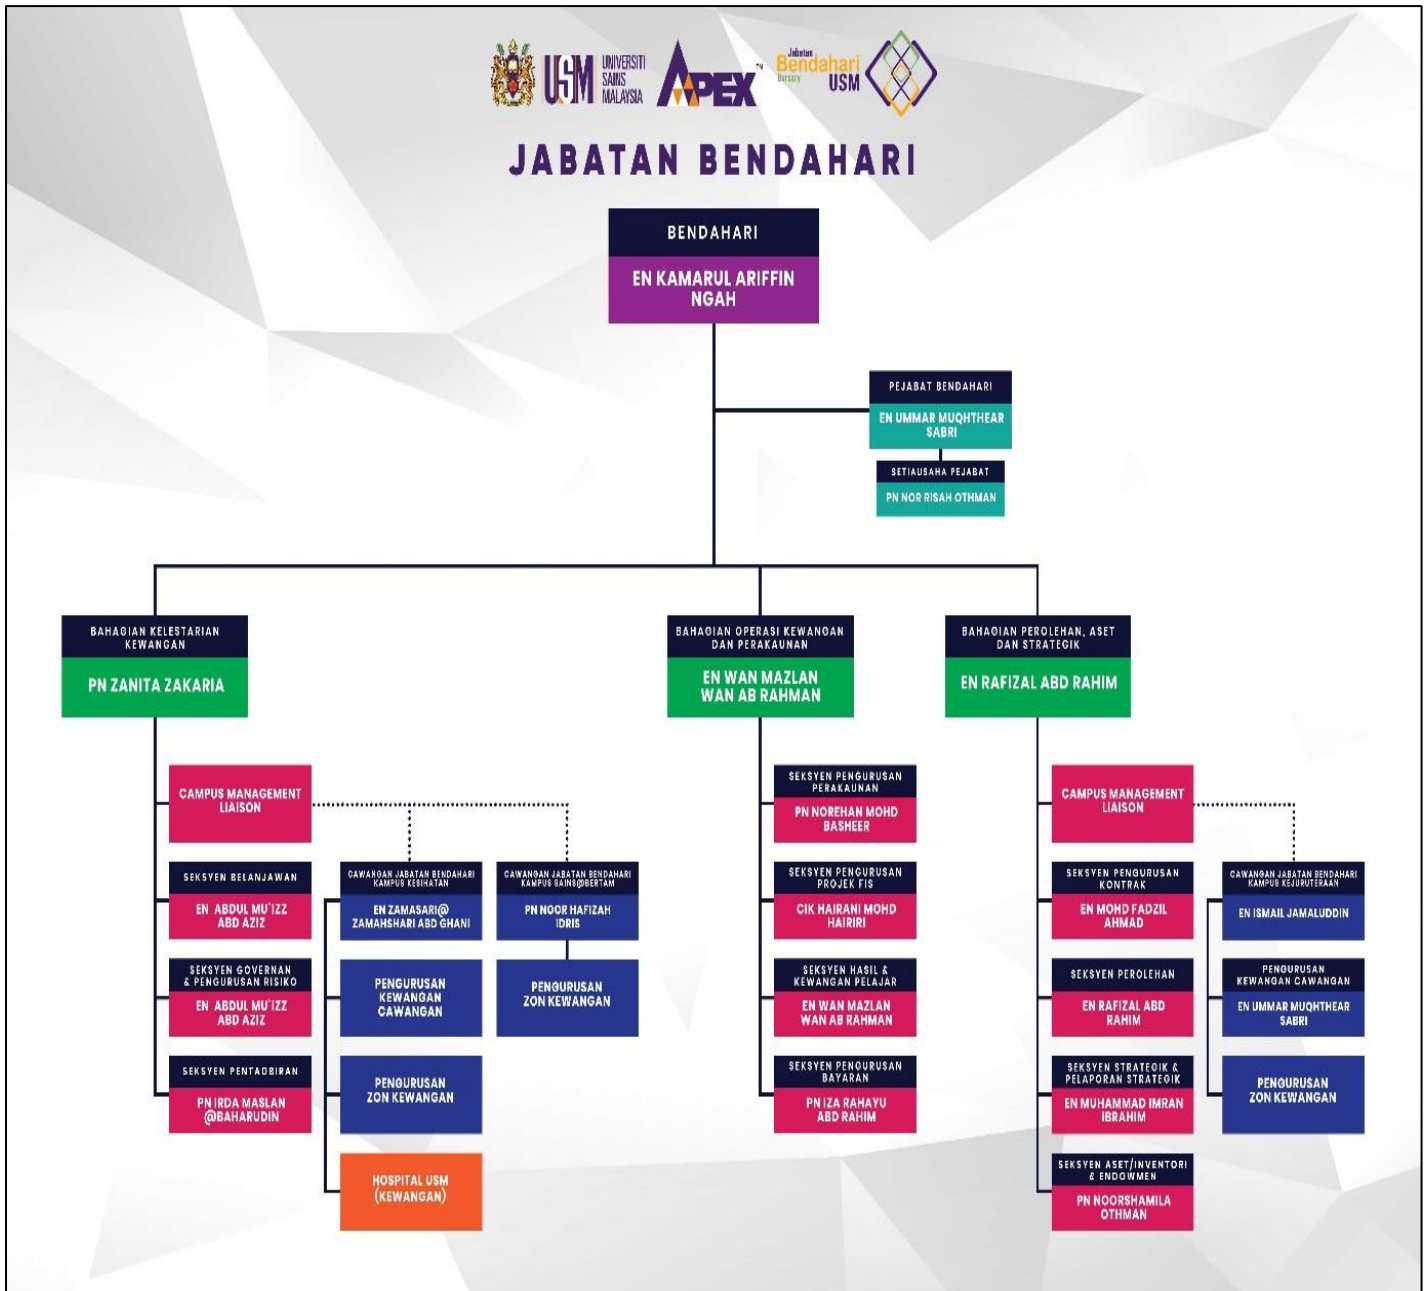 USM
UNIVERSITI
SAINS
MALAYSIA
APEX™
Jabatan
Bendahari
Bursary
USM
JABATAN BENDAHARI
BENDAHARI
EN KAMARUL ARIFFIN
NGAH
PEJABAT BENDAHARI
EN UMMAR MUQHTHEAR
SABRI
SETIAUSAHA PEJABAT
PN NOR RISAH OTHMAN
BAHAGIAN KELESTARIAN
KEWANGAN
PN ZANITA ZAKARIA
CAMPUS MANAGEMENT
LIAISON
SEKSYEN BELANJAWAN
EN ABDUL MU'IZZ
ABD AZIZ
SEKSYEN GOVERNAN
& PENGURUSAN RISIKO
EN ABDUL MU'IZZ
ABD AZIZ
SEKSYEN PENTADBIRAN
PN IRDA MASLAN
@BAHARUDIN
CAWANGAN JABATAN BENDAHARI
KAMPUS KESIHATAN
EN ZAMASARI@
ZAMAHSHARI ABD GHANI
PENGURUSAN
KEWANGAN
CAWANGAN
PENGURUSAN
ZON KEWANGAN
HOSPITAL USM
(KEWANGAN)
CAWANGAN JABATAN BENDAHARI
KAMPUS SAINS@BERTAM
PN NOOR HAFIZAH
IDRIS
PENGURUSAN
ZON KEWANGAN
BAHAGIAN OPERASI KEWANGAN
DAN PERAKAUNAN
EN WAN MAZLAN
WAN AB RAHMAN
SEKSYEN PENGURUSAN
PERAKAUNAN
PN NOREHAN MOHD
BASHEER
SEKSYEN PENGURUSAN
PROJEK FIS
CIK HAIRANI MOHD
HAIRIRI
SEKSYEN HASIL &
KEWANGAN PELAJAR
EN WAN MAZLAN
WAN AB RAHMAN
SEKSYEN PENGURUSAN
BAYARAN
PN IZA RAHAYU
ABD RAHIM
BAHAGIAN PEROLEHAN, ASET
DAN STRATEGIK
EN RAFIZAL ABD RAHIM
CAMPUS MANAGEMENT
LIAISON
SEKSYEN PENGURUSAN
KONTRAK
EN MOHD FADZIL
AHMAD
SEKSYEN PEROLEHAN
EN RAFIZAL ABD
RAHIM
SEKSYEN STRATEGIK &
PELAPORAN STRATEGIK
EN MUHAMMAD IMRAN
IBRAHIM
SEKSYEN ASET/INVENTORI
& ENDOWMEN
PN NOORSHAMILA
OTHMAN
CAWANGAN JABATAN BENDAHARI
KAMPUS KEJURUTERAAN
EN ISMAIL JAMALUDDIN
PENGURUSAN
KEWANGAN CAWANGAN
EN UMMAR MUQHTHEAR
SABRI
PENGURUSAN
ZON KEWANGAN